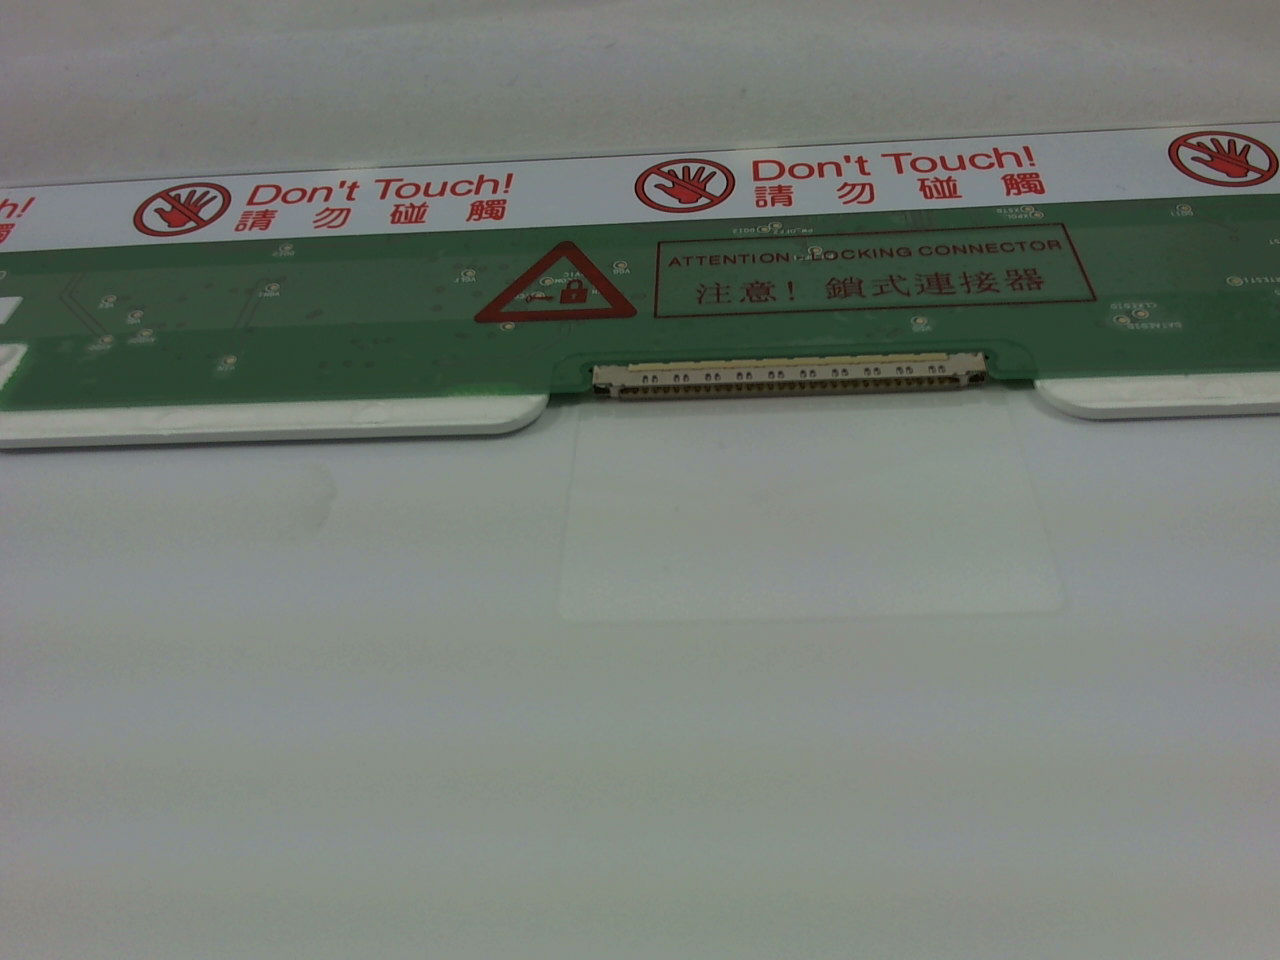 h!
觸
Don't Touch!
請 勿 碰 觸
Don't Touch!
請 勿 碰 觸
ATTENTION - LOCKING CONNECTOR
注意! 鎖式連接器